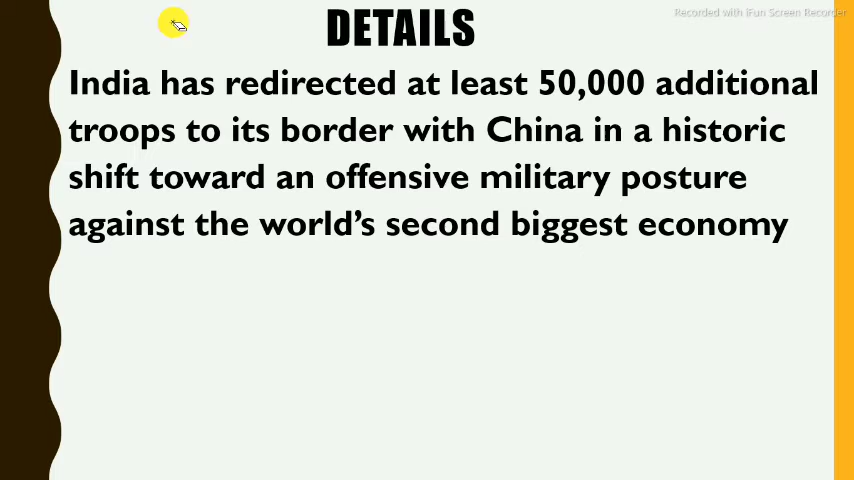 DETAILS
Recorded with iFun Screen Recorder
India has redirected at least 50,000 additional
troops to its border with China in a historic
shift toward an offensive military posture
against the world’s second biggest economy